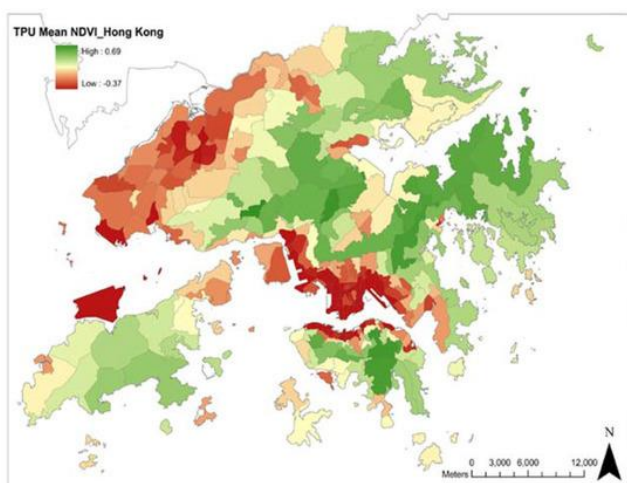 TPU Mean NDVI_Hong Kong
High : 0.69
Low : -0.37
N
0 3,000 6,000 12,000
Meters